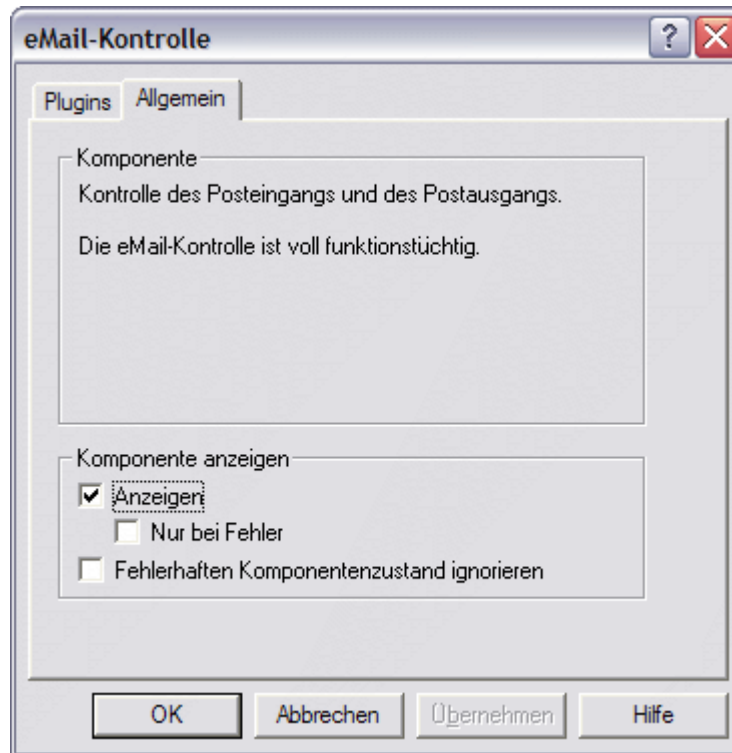 eMail-Kontrolle
Plugins
Allgemein
Komponente
Kontrolle des Posteingangs und des Postausgangs.
Die eMail-Kontrolle ist voll funktionstüchtig.
Komponente anzeigen
Anzeigen
Nur bei Fehler
Fehlerhaften Komponentenzustand ignorieren
OK
Abbrechen
Übernehmen
Hilfe